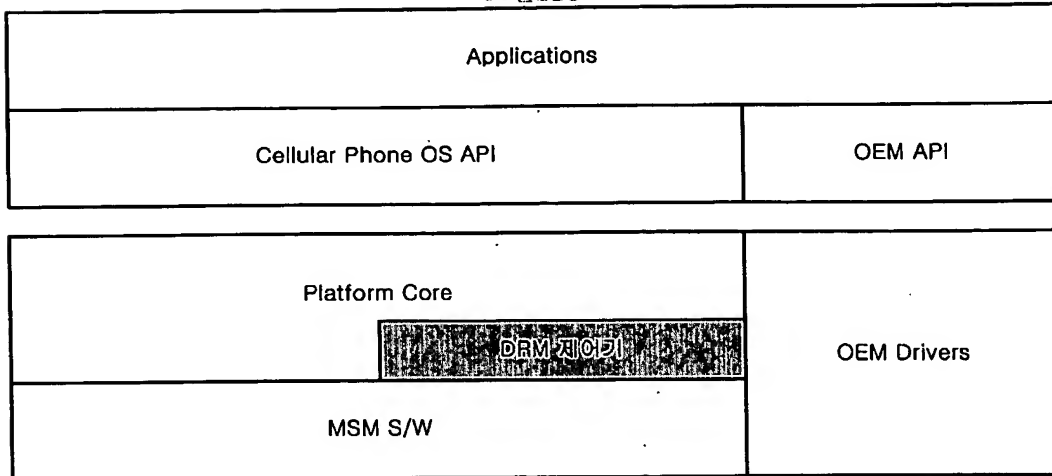 Applications
Cellular Phone OS API
OEM API
Platform Core
DRM 제어기
OEM Drivers
MSM S/W